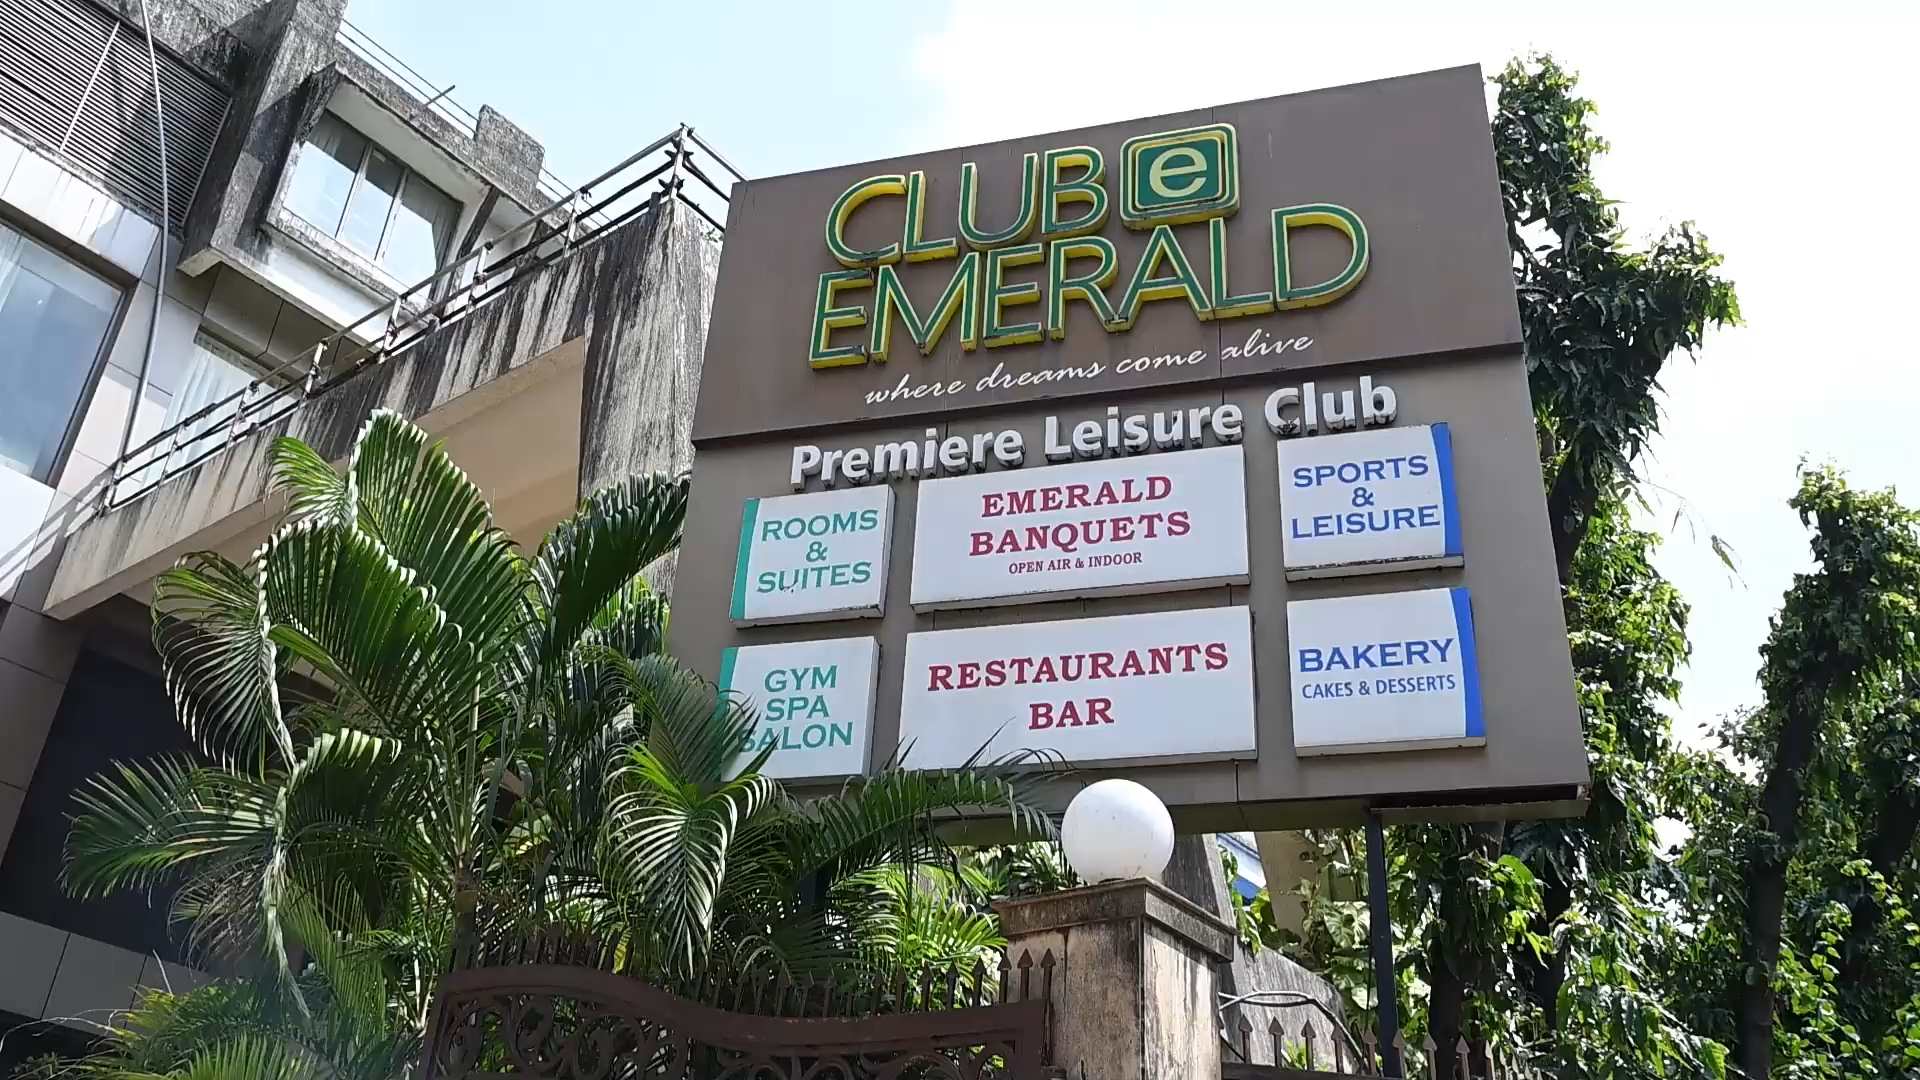 CLUB e
EMERALD
where dreams come alive
Premiere Leisure Club
ROOMS
&
SUITES
EMERALD
BANQUETS
OPEN AIR & INDOOR
SPORTS
&
LEISURE
GYM
SPA
SALON
RESTAURANTS
BAR
BAKERY
CAKES & DESSERTS